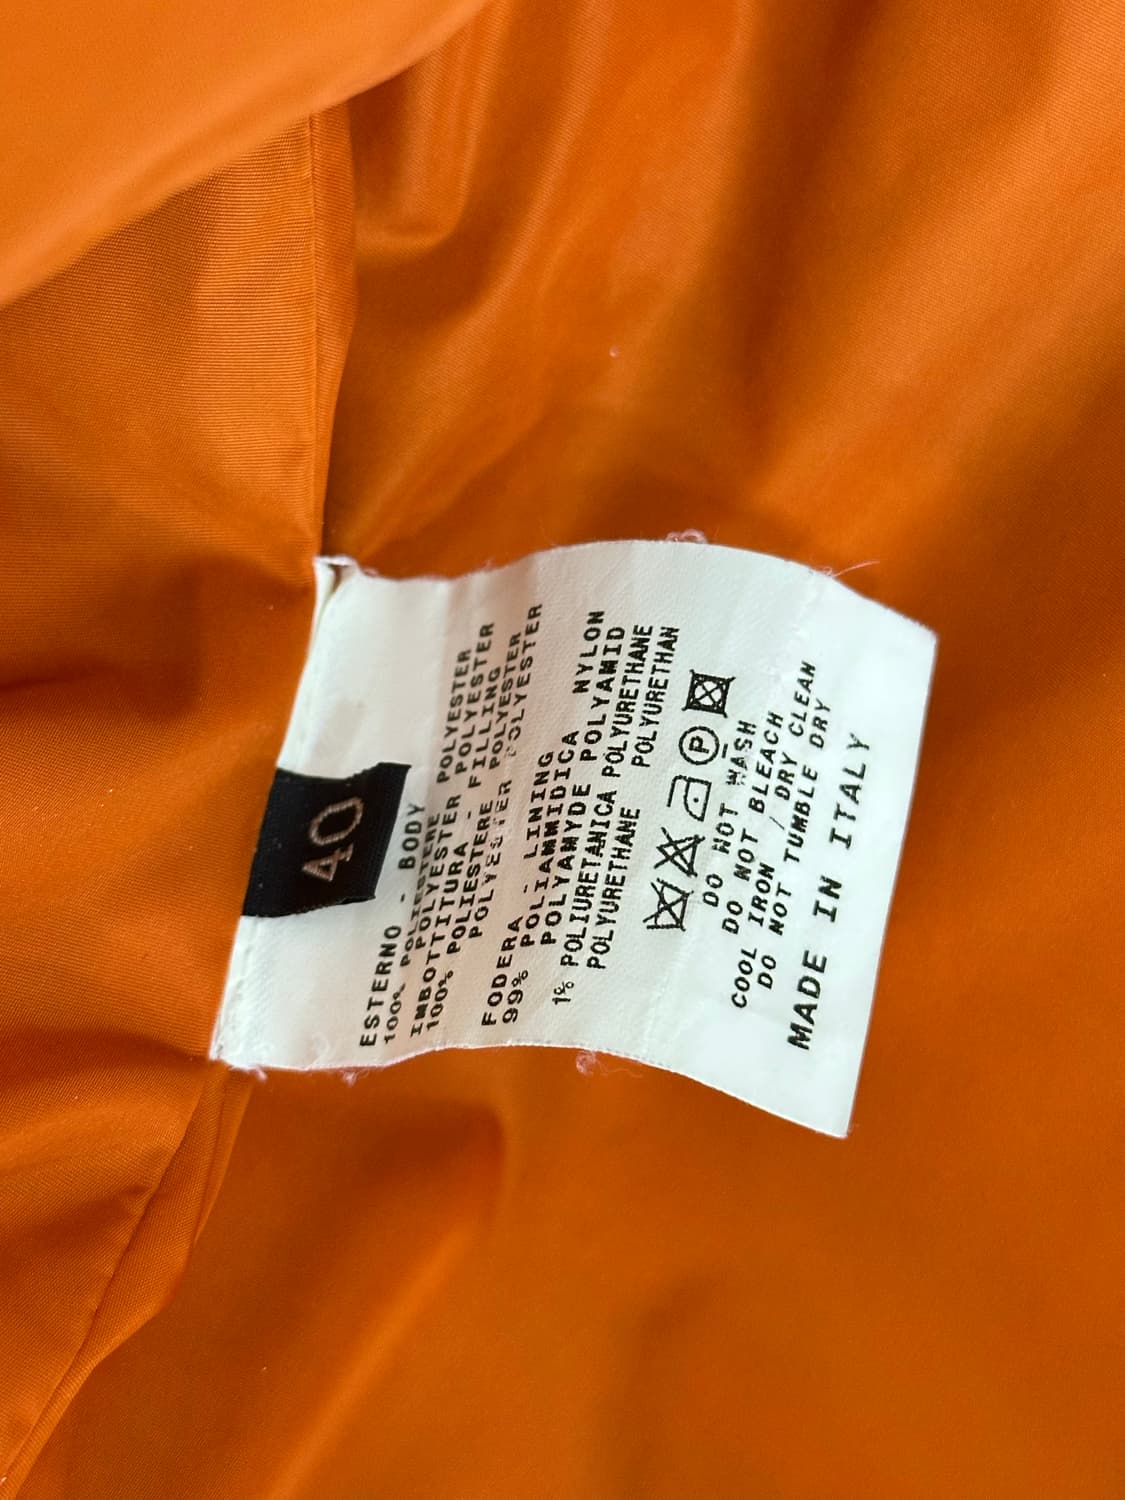 40
ESTERNO - BODY
100% POLIESTERE POLYESTER
POLYESTER POLYESTER
IMBOTTITURA - FILLING
100% POLIESTERE POLYESTER
POLYESTER POLYESTER
FODERA - LINING
99% POLIAMMIDICA NYLON
POLYAMYDE POLYAMID
1% POLIURETANICA POLYURETHANE
POLYURETHANE POLYURETHAN
P
DO NOT WASH
DO NOT BLEACH
COOL IRON / DRY CLEAN
DO NOT TUMBLE DRY
MADE IN ITALY